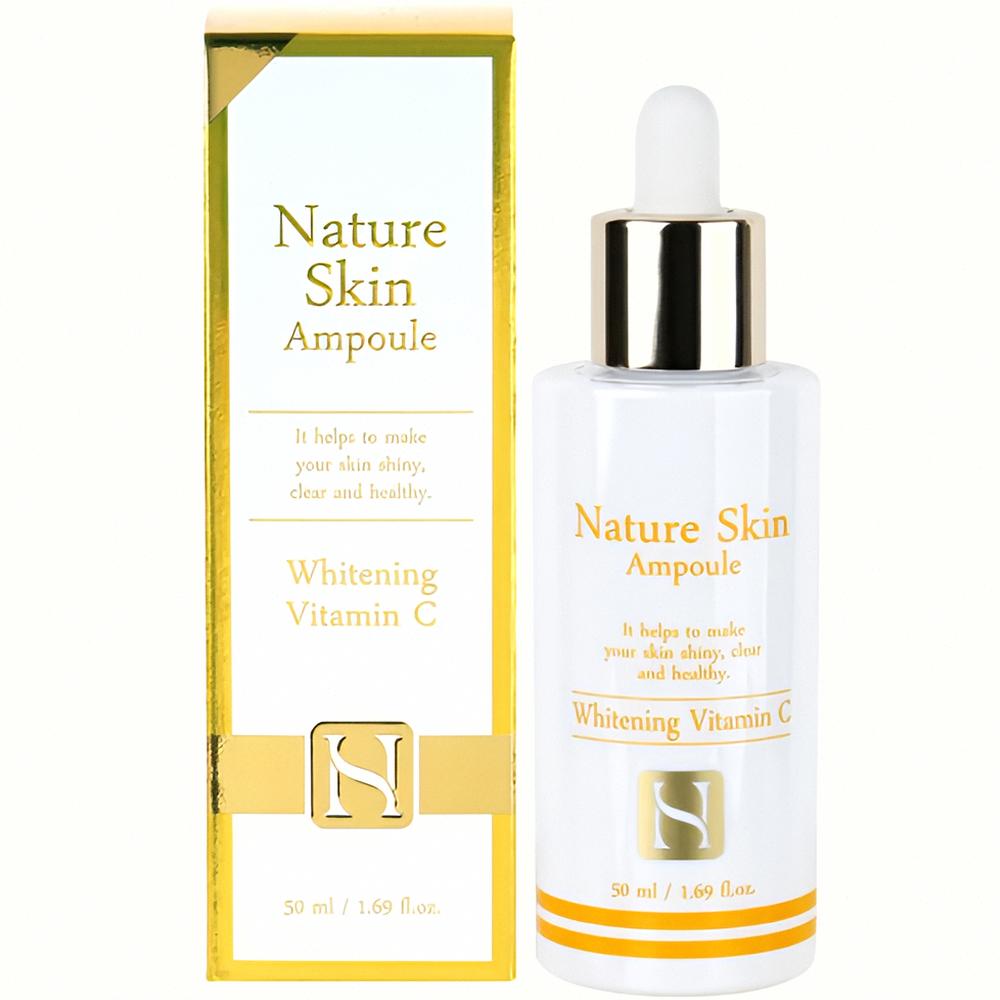 Nature
Skin
Ampoule
It helps to make
your skin shiny,
clear and healthy.
Whitening
Vitamin C
N
50 ml / 1.69 fl.oz.
Nature Skin
Ampoule
It helps to make
your skin shiny, clear
and healthy.
Whitening Vitamin C
N
50 ml / 1.69 fl.oz.